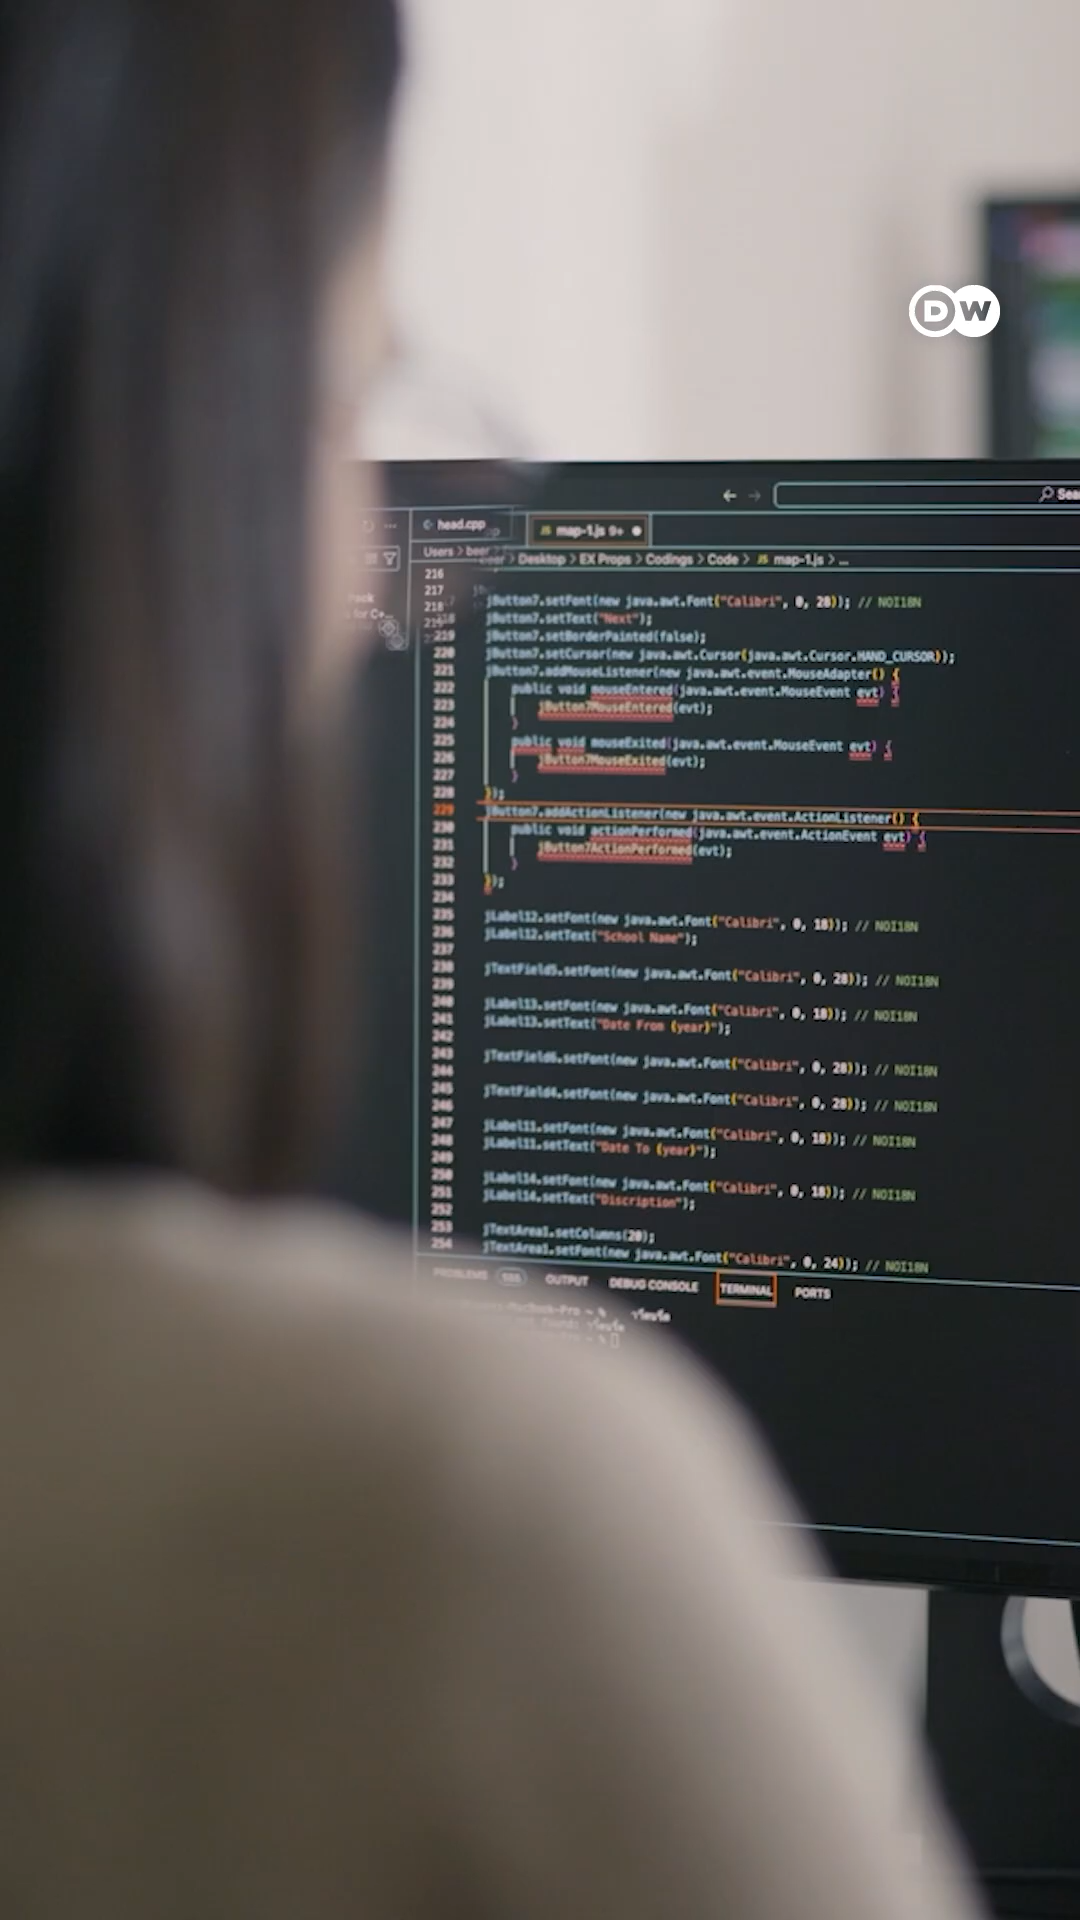 DW
Sea
head.cpp
JS map-1.js 9+
Users > beer
Desktop > EX Props > Codings > Code > JS map-1.js > ...
216
217
218
jButton7.setFont(new java.awt.Font("Calibri", 0, 28)); // NOI18N
jButton7.setText("Next");
219 jButton7.setBorderPainted(false);
220 jButton7.setCursor(new java.awt.Cursor(java.awt.Cursor.HAND_CURSOR));
221 jButton7.addMouseListener(new java.awt.event.MouseAdapter() {
222 public void mouseEntered(java.awt.event.MouseEvent evt) {
223 jButton7MouseEntered(evt);
224 }
225 public void mouseExited(java.awt.event.MouseEvent evt) {
226 jButton7MouseExited(evt);
227 }
228 });
229 jButton7.addActionListener(new java.awt.event.ActionListener() {
230 public void actionPerformed(java.awt.event.ActionEvent evt) {
231 jButton7ActionPerformed(evt);
232 }
233 });
234
235 jLabel12.setFont(new java.awt.Font("Calibri", 0, 18)); // NOI18N
236 jLabel12.setText("School Name");
237
238 jTextField5.setFont(new java.awt.Font("Calibri", 0, 28)); // NOI18N
239
240 jLabel13.setFont(new java.awt.Font("Calibri", 0, 18)); // NOI18N
241 jLabel13.setText("Date From (year)");
242
243 jTextField6.setFont(new java.awt.Font("Calibri", 0, 28)); // NOI18N
244
245 jTextField4.setFont(new java.awt.Font("Calibri", 0, 28)); // NOI18N
246
247 jLabel11.setFont(new java.awt.Font("Calibri", 0, 18)); // NOI18N
248 jLabel11.setText("Date To (year)");
249
250 jLabel14.setFont(new java.awt.Font("Calibri", 0, 18)); // NOI18N
251 jLabel14.setText("Discription");
252
253 jTextArea1.setColumns(20);
254 jTextArea1.setFont(new java.awt.Font("Calibri", 0, 24)); // NOI18N
PROBLEMS OUTPUT DEBUG CONSOLE TERMINAL PORTS
MacBook-Pro ~ %